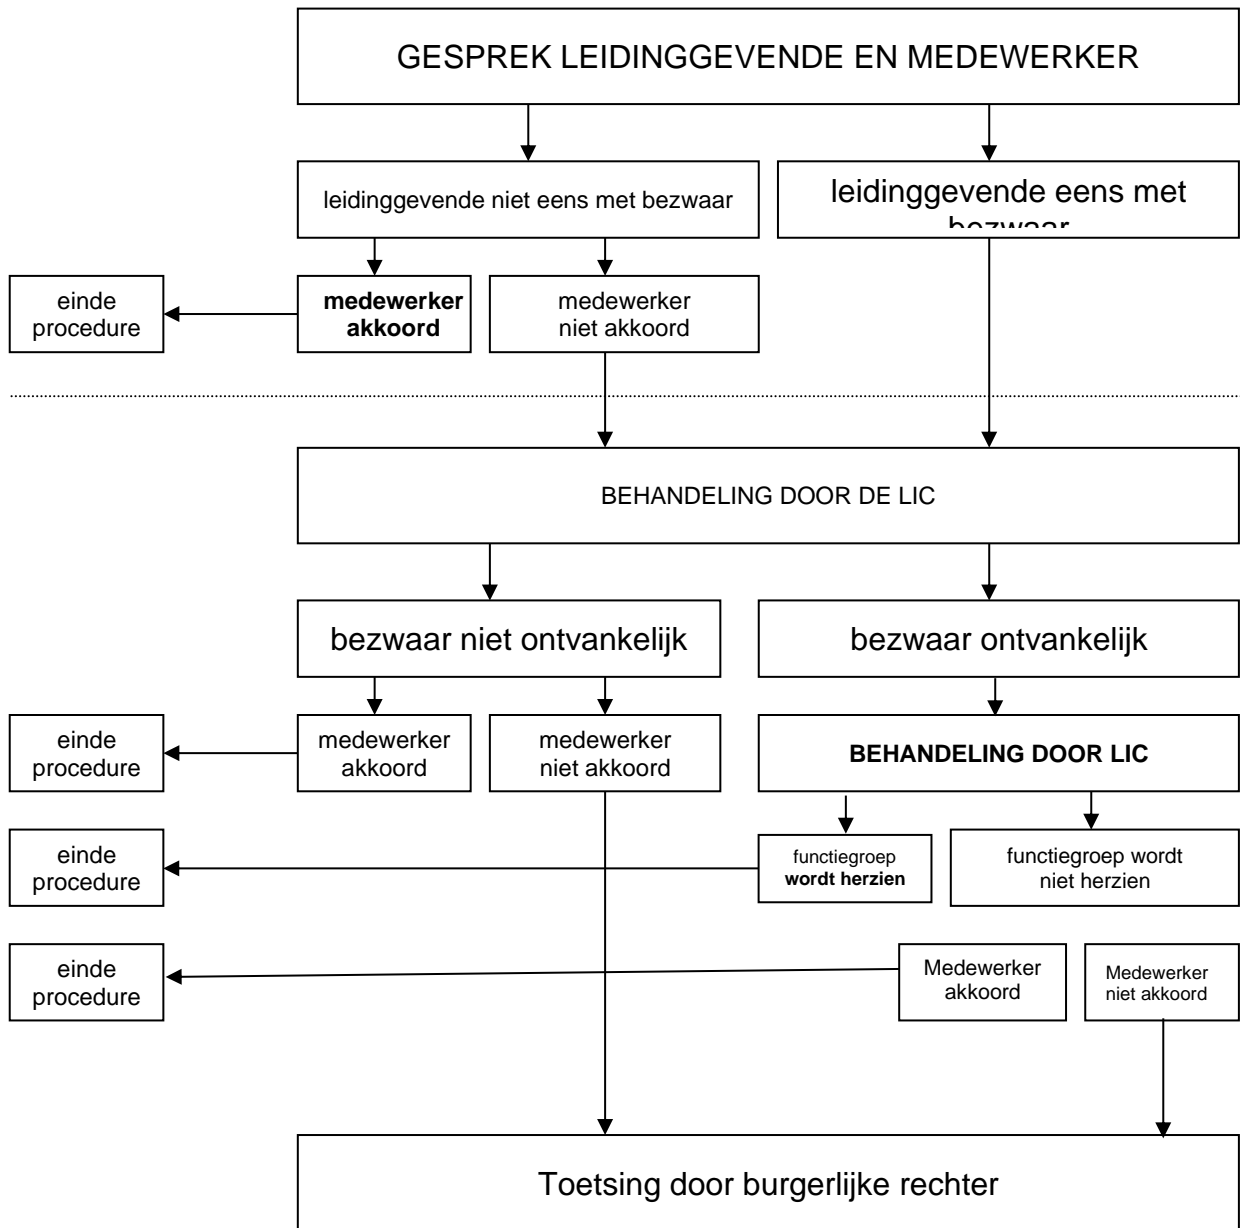 GESPREK LEIDINGGEVENDE EN MEDEWERKER
leidinggevende niet eens met bezwaar
leidinggevende eens met
bezwaar
einde
procedure
medewerker
akkoord
medewerker
niet akkoord
BEHANDELING DOOR DE LIC
bezwaar niet ontvankelijk
bezwaar ontvankelijk
einde
procedure
medewerker
akkoord
medewerker
niet akkoord
BEHANDELING DOOR LIC
einde
procedure
functiegroep
wordt herzien
functiegroep wordt
niet herzien
einde
procedure
Medewerker
akkoord
Medewerker
niet akkoord
Toetsing door burgerlijke rechter